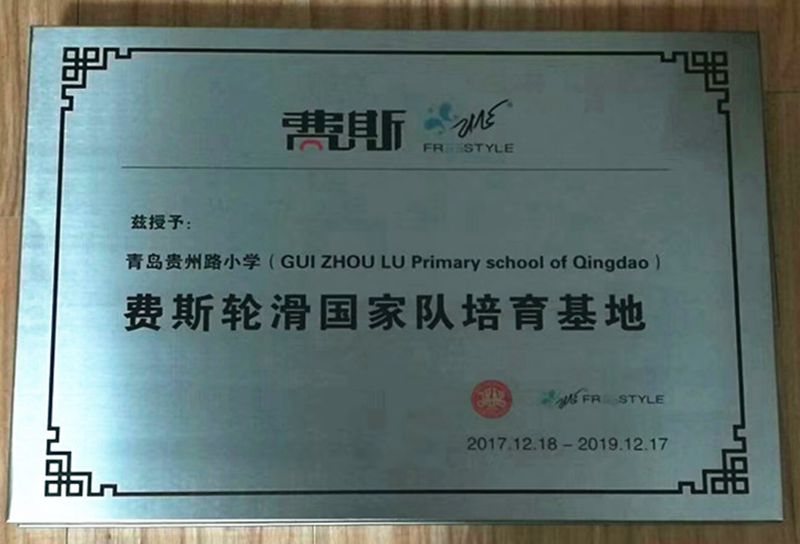 费斯 FREESTYLE
兹授予：
青岛贵州路小学（GUI ZHOU LU Primary school of Qingdao）
费斯轮滑国家队培育基地
FREESTYLE
2017.12.18 – 2019.12.17